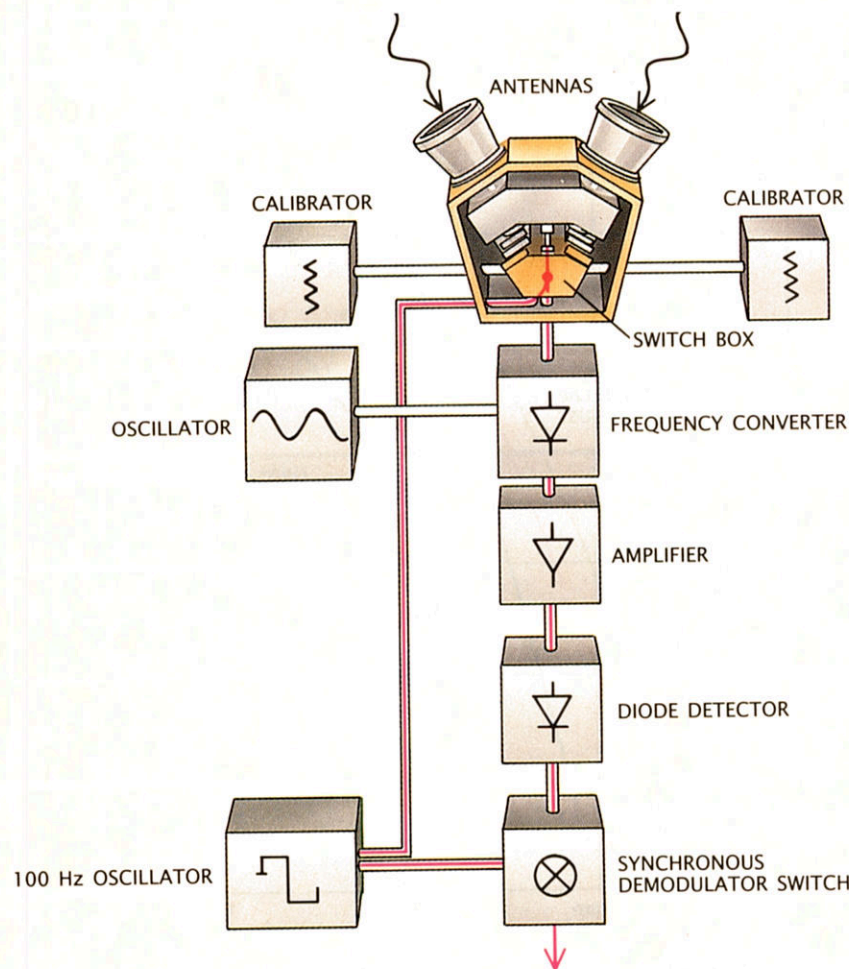 ANTENNAS
CALIBRATOR
CALIBRATOR
SWITCH BOX
OSCILLATOR
FREQUENCY CONVERTER
AMPLIFIER
DIODE DETECTOR
100 Hz OSCILLATOR
SYNCHRONOUS
DEMODULATOR SWITCH